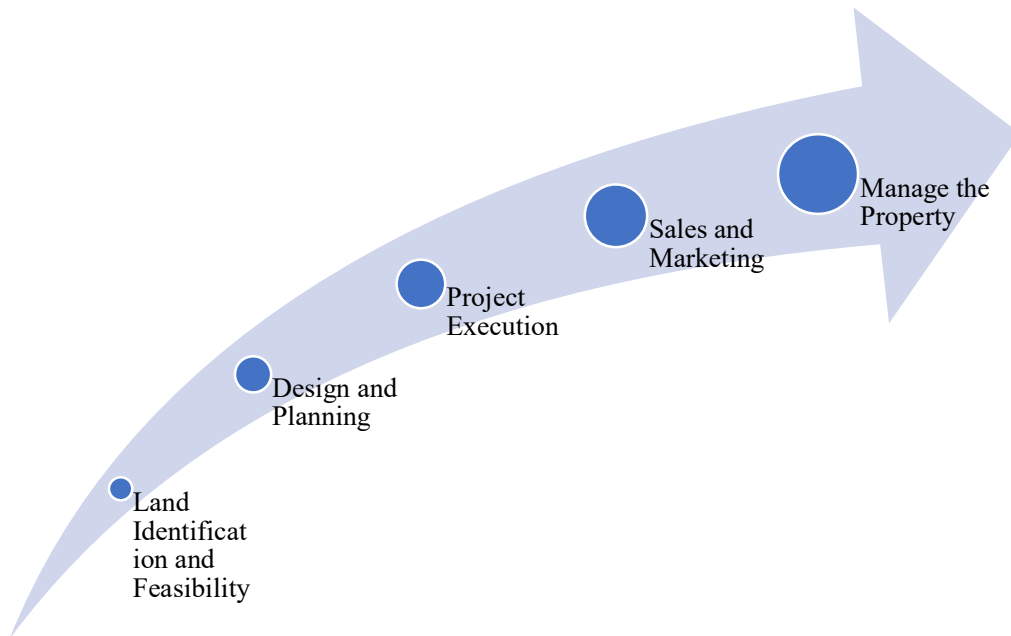 Land
Identificat
ion and
Feasibility
Design and
Planning
Project
Execution
Sales and
Marketing
Manage the
Property